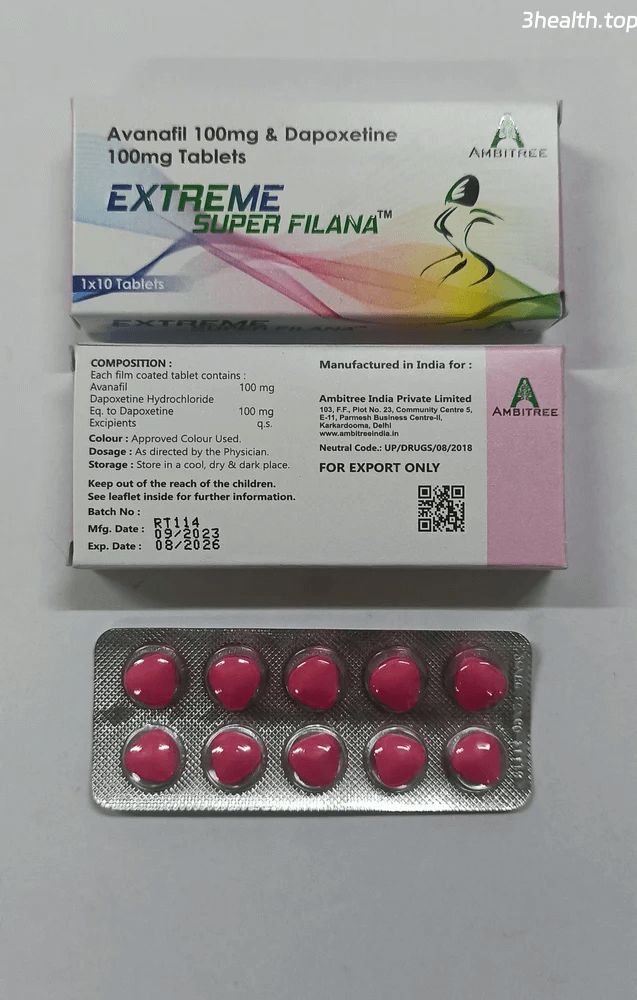 3health.top
Avanafil 100mg & Dapoxetine
100mg Tablets
AMBITREE
EXTREME
SUPER FILANA™
1x10 Tablets
EXTREME
SUPER FILANA
COMPOSITION :
Each film coated tablet contains :
Avanafil 100 mg
Dapoxetine Hydrochloride
Eq. to Dapoxetine 100 mg
Excipients q.s.
Colour : Approved Colour Used.
Dosage : As directed by the Physician.
Storage : Store in a cool, dry & dark place.
Keep out of the reach of the children.
See leaflet inside for further information.
Batch No : RT114
Mfg. Date : 09/2023
Exp. Date : 08/2026
Manufactured in India for :
Ambitree India Private Limited
103, F.F., Plot No. 23, Community Centre 5,
E-11, Parmesh Business Centre-II,
Karkardooma, Delhi
www.ambitreeindia.in
Neutral Code.: UP/DRUGS/08/2018
FOR EXPORT ONLY
AMBITREE